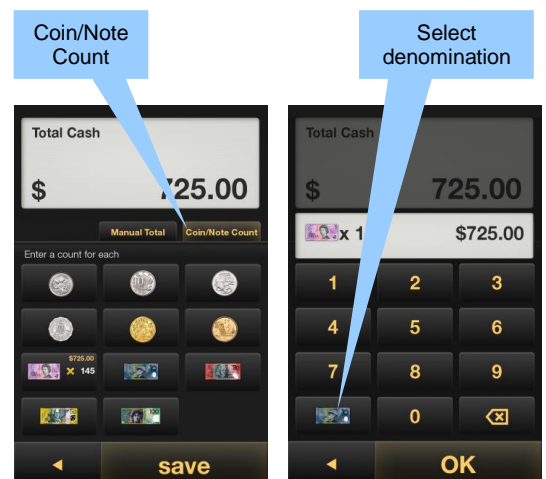 Coin/Note
Count
Select
denomination
Total Cash
$ 725.00
Manual Total Coin/Note Count
Enter a count for each
$725.00
× 145
save
Total Cash
$ 725.00
x 1 $725.00
1 2 3
4 5 6
7 8 9
0
OK